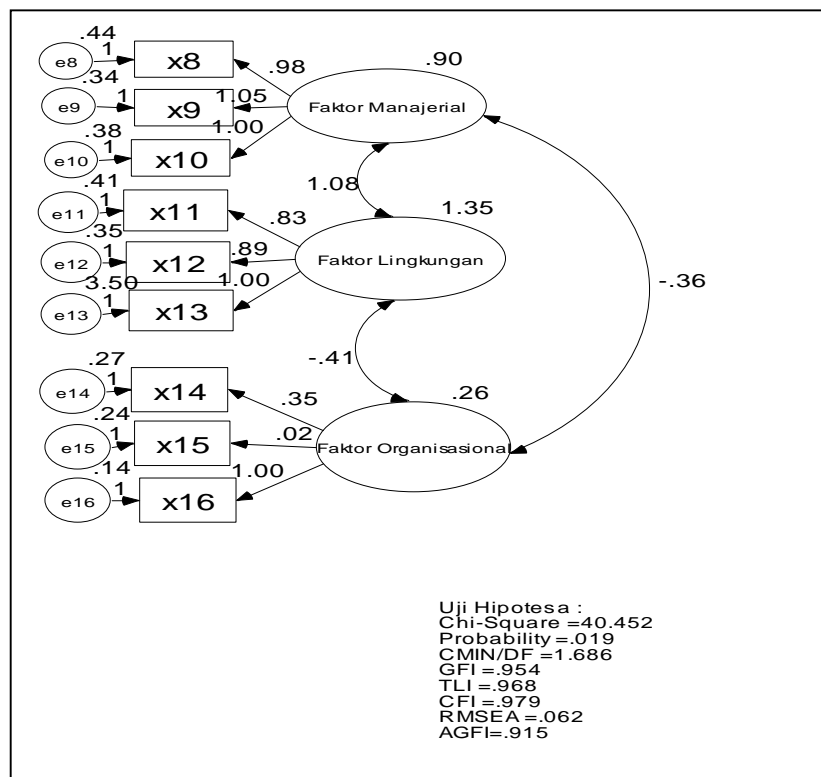 .44
e8
1
x8
.98
.90
.34
e9
1
x9
1.05
Faktor Manajerial
1.00
.38
e10
1
x10
1.08
.41
e11
1
x11
.83
1.35
.35
e12
1
x12
.89
Faktor Lingkungan
3.50
1.00
e13
1
x13
-.36
-.41
.27
e14
1
x14
.35
.26
.24
e15
1
x15
.02
Faktor Organisasional
.14
1.00
e16
1
x16
Uji Hipotesa :
Chi-Square =40.452
Probability =.019
CMIN/DF =1.686
GFI =.954
TLI =.968
CFI =.979
RMSEA =.062
AGFI=.915